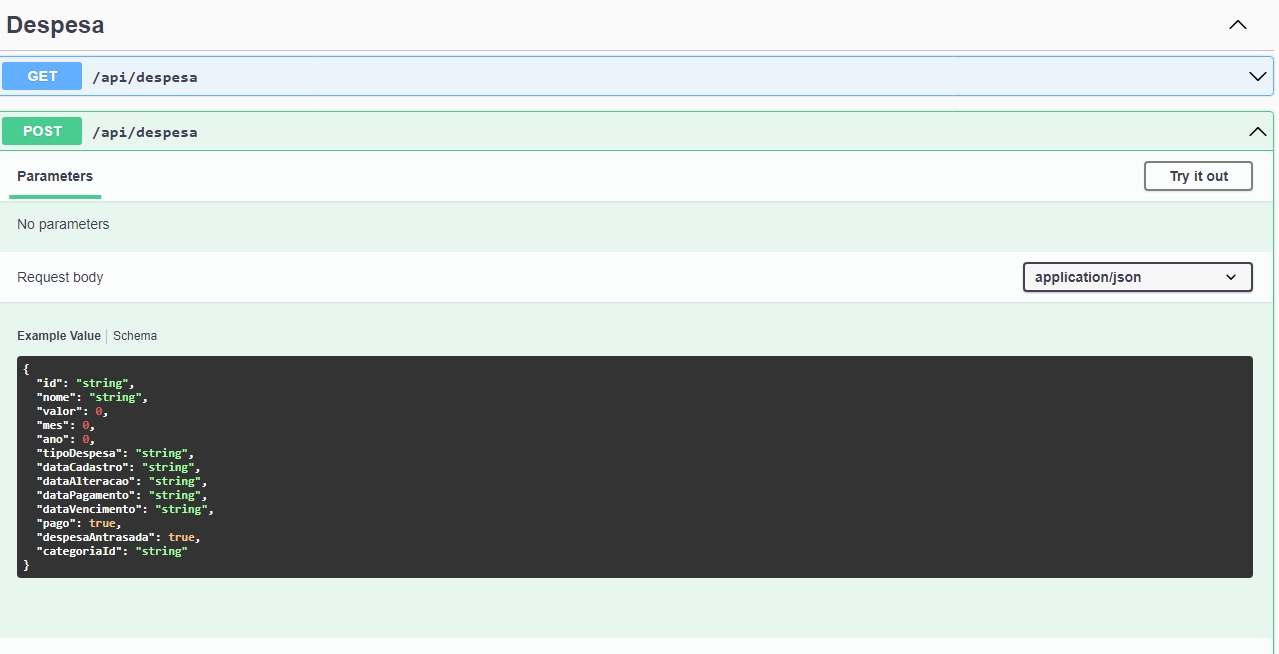 Despesa
GET /api/despesa
POST /api/despesa
Parameters
Try it out
No parameters
Request body
application/json
Example Value | Schema
{
  "id": "string",
  "nome": "string",
  "valor": 0,
  "mes": 0,
  "ano": 0,
  "tipoDespesa": "string",
  "dataCadastro": "string",
  "dataAlteracao": "string",
  "dataPagamento": "string",
  "dataVencimento": "string",
  "pago": true,
  "despesaAntrasada": true,
  "categoriaId": "string"
}